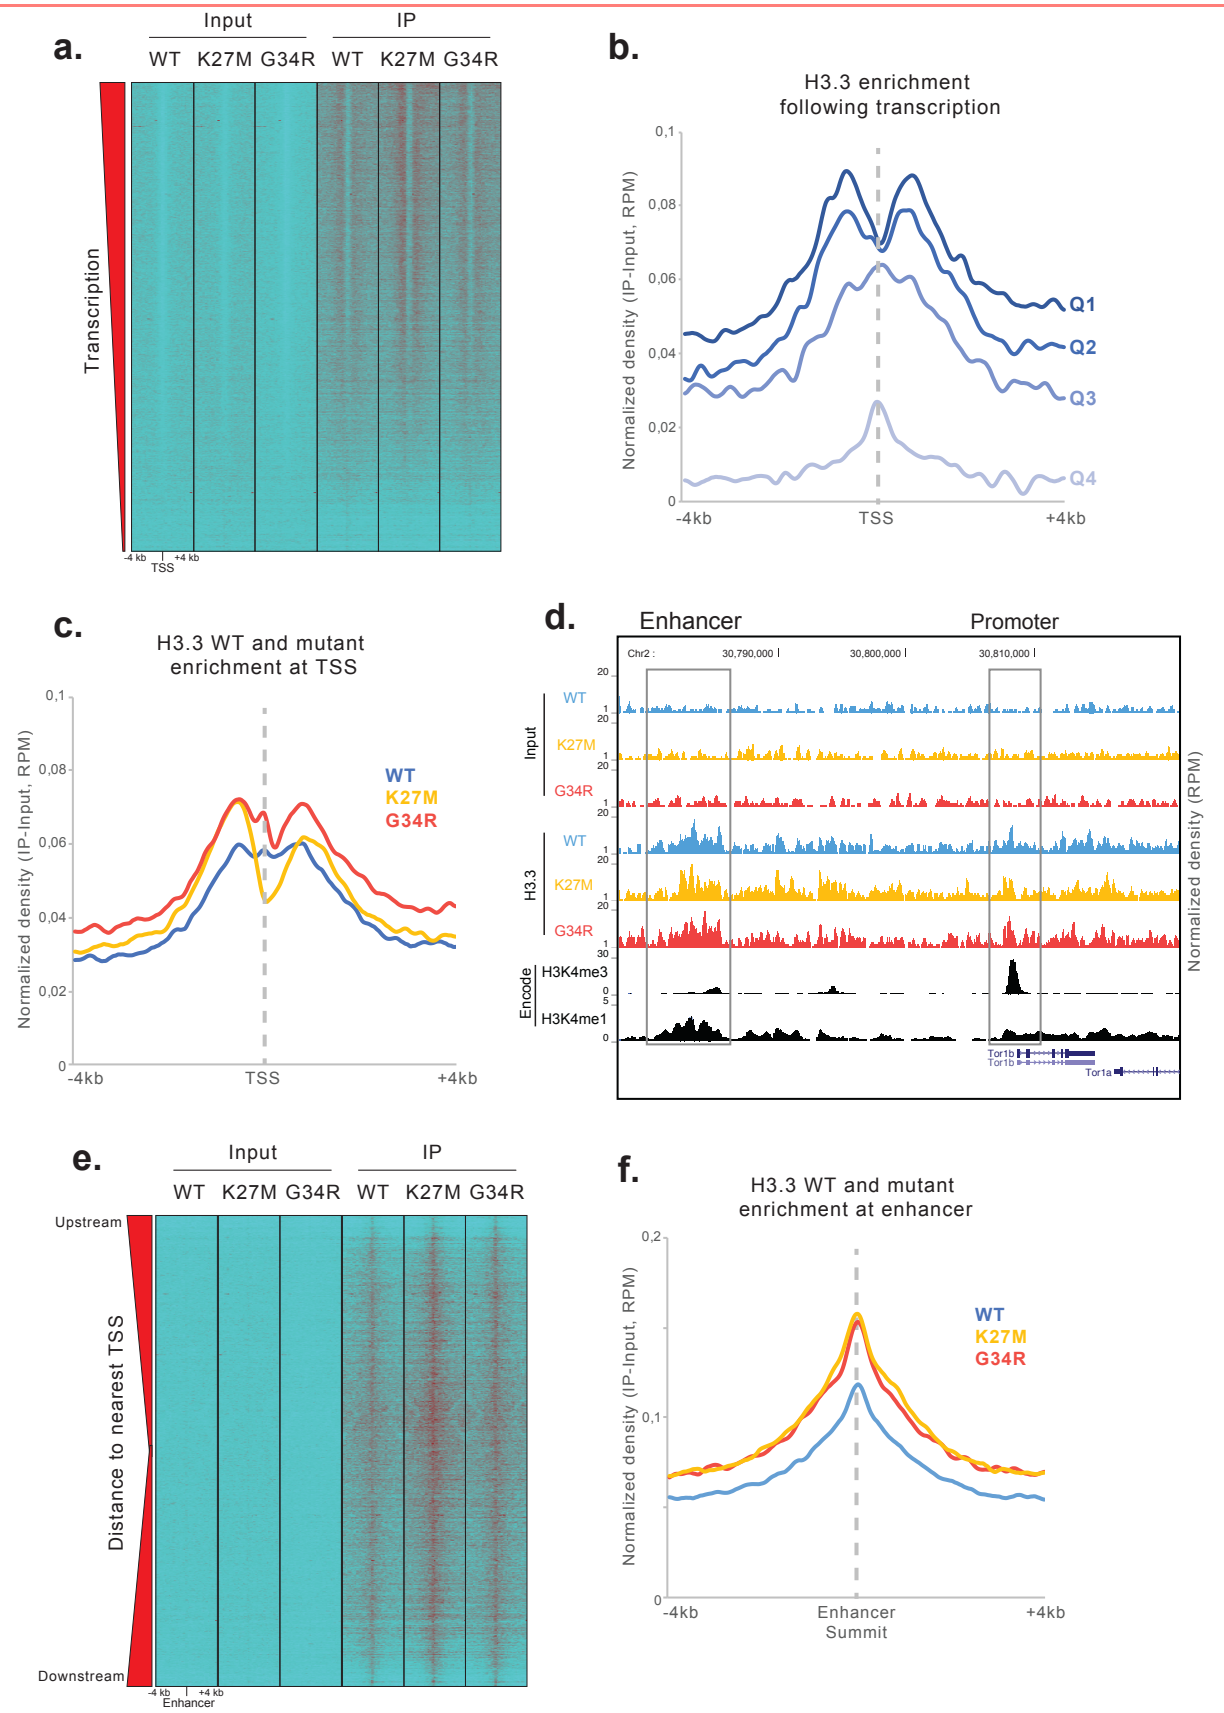 a.
Input
IP
WT
K27M
G34R
WT
K27M
G34R
Transcription
-4 kb
+4 kb
TSS
b.
H3.3 enrichment
following transcription
Normalized density (IP-Input, RPM)
0,1
0,08
0,06
0,04
0,02
0
Q1
Q2
Q3
Q4
-4kb
TSS
+4kb
c.
H3.3 WT and mutant
enrichment at TSS
Normalized density (IP-Input, RPM)
0,1
0,08
0,06
0,04
0.02
0
WT
K27M
G34R
-4kb
TSS
+4kb
d.
Enhancer
Promoter
Chr2 :
30,790,000
30,800,000
30,810,000
20
WT
1
20
K27M
1
20
G34R
1
Input
20
WT
1
20
K27M
1
20
G34R
1
H3.3
30
H3K4me3
0
5
H3K4me1
0
Encode
Normalized density (RPM)
Tor1b
Tor1b
Tor1a
e.
Input
IP
WT
K27M
G34R
WT
K27M
G34R
Upstream
Distance to nearest TSS
Downstream
-4 kb
+4 kb
Enhancer
f.
H3.3 WT and mutant
enrichment at enhancer
Normalized density (IP-Input, RPM)
0,2
0,1
0
WT
K27M
G34R
-4kb
Enhancer
Summit
+4kb